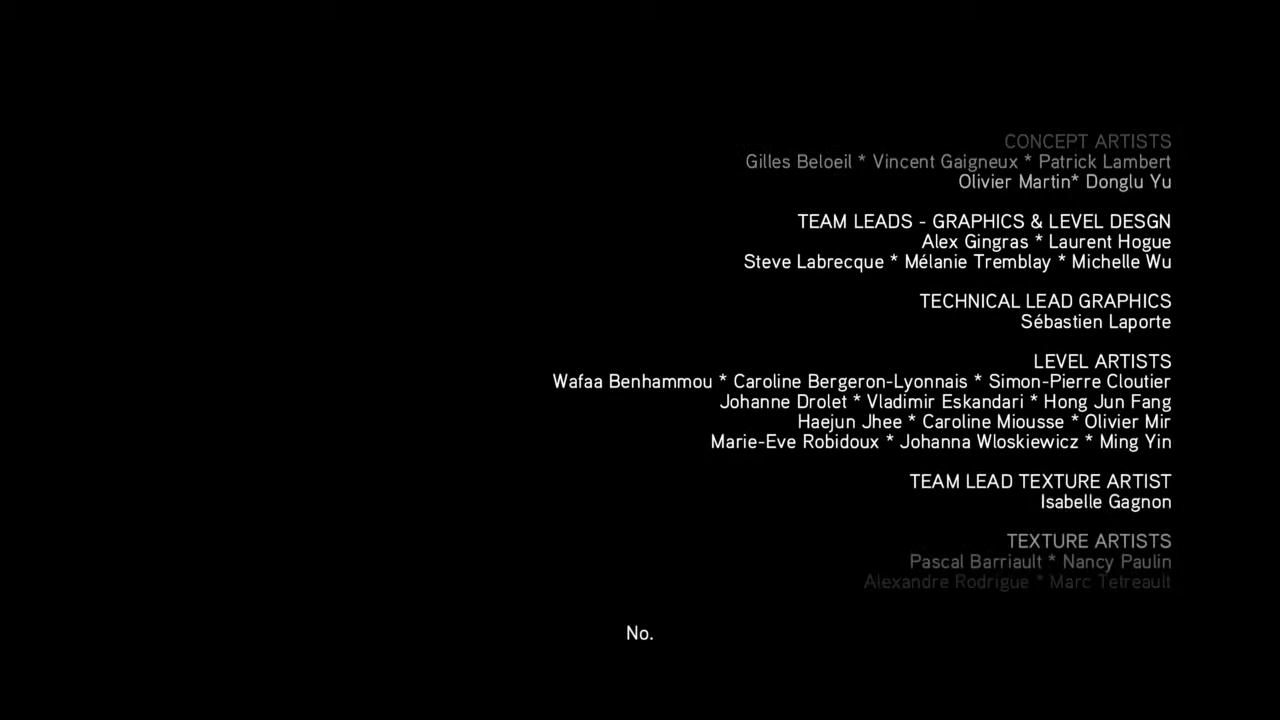 CONCEPT ARTISTS
Gilles Beloeil * Vincent Gaigneux * Patrick Lambert
Olivier Martin* Donglu Yu
TEAM LEADS - GRAPHICS & LEVEL DESGN
Alex Gingras * Laurent Hogue
Steve Labrecque * Mélanie Tremblay * Michelle Wu
TECHNICAL LEAD GRAPHICS
Sébastien Laporte
LEVEL ARTISTS
Wafaa Benhammou * Caroline Bergeron-Lyonnais * Simon-Pierre Cloutier
Johanne Drolet * Vladimir Eskandari * Hong Jun Fang
Haejun Jhee * Caroline Miousse * Olivier Mir
Marie-Eve Robidoux * Johanna Wloskiewicz * Ming Yin
TEAM LEAD TEXTURE ARTIST
Isabelle Gagnon
TEXTURE ARTISTS
Pascal Barriault * Nancy Paulin
Alexandre Rodrigue * Marc Tetreault
No.